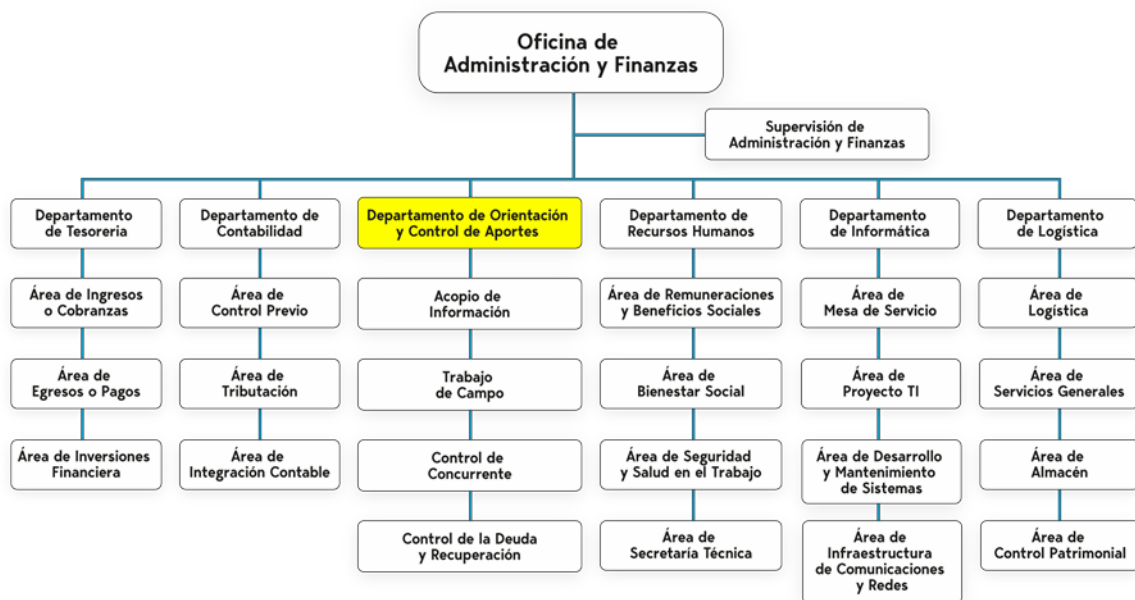 Oficina de
Administración y Finanzas
Supervisión de
Administración y Finanzas
Departamento
de Tesoreria
Departamento de
Contabilidad
Departamento de Orientación
y Control de Aportes
Departamento de
Recursos Humanos
Departamento
de Informática
Departamento
de Logística
Área de Ingresos
o Cobranzas
Área de
Control Previo
Acopio de
Información
Área de Remuneraciones
y Beneficios Sociales
Área de
Mesa de Servicio
Área de
Logística
Área de
Egresos o Pagos
Área de
Tributación
Trabajo
de Campo
Área de
Bienestar Social
Área de
Proyecto TI
Área de
Servicios Generales
Área de Inversiones
Financiera
Área de
Integración Contable
Control de
Concurrente
Área de Seguridad
y Salud en el Trabajo
Área de Desarrollo
y Mantenimiento
de Sistemas
Área de
Almacén
Control de la Deuda
y Recuperación
Área de
Secretaría Técnica
Área de
Infraestructura
de Comunicaciones
y Redes
Área de
Control Patrimonial